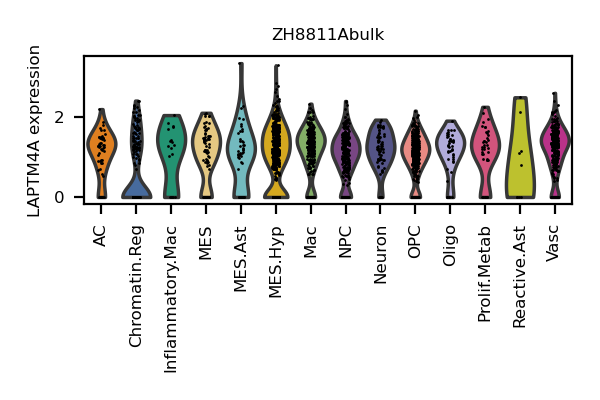 ZH8811Abulk
LAPTM4A expression
2
0
AC
Chromatin.Reg
Inflammatory.Mac
MES
MES.Ast
MES.Hyp
Mac
NPC
Neuron
OPC
Oligo
Prolif.Metab
Reactive.Ast
Vasc